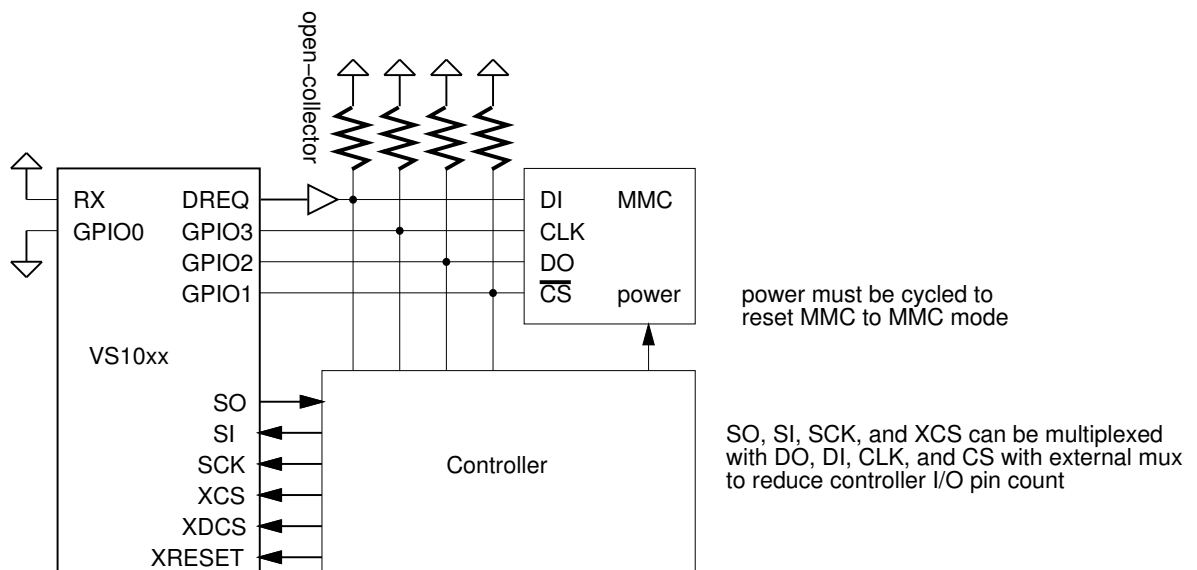 open-collector
RX
DREQ
DI
MMC
GPIO0
GPIO3
CLK
GPIO2
DO
GPIO1
CS
power
power must be cycled to
reset MMC to MMC mode
VS10xx
SO
SI
SCK
XCS
XDCS
XRESET
Controller
SO, SI, SCK, and XCS can be multiplexed
with DO, DI, CLK, and CS with external mux
to reduce controller I/O pin count